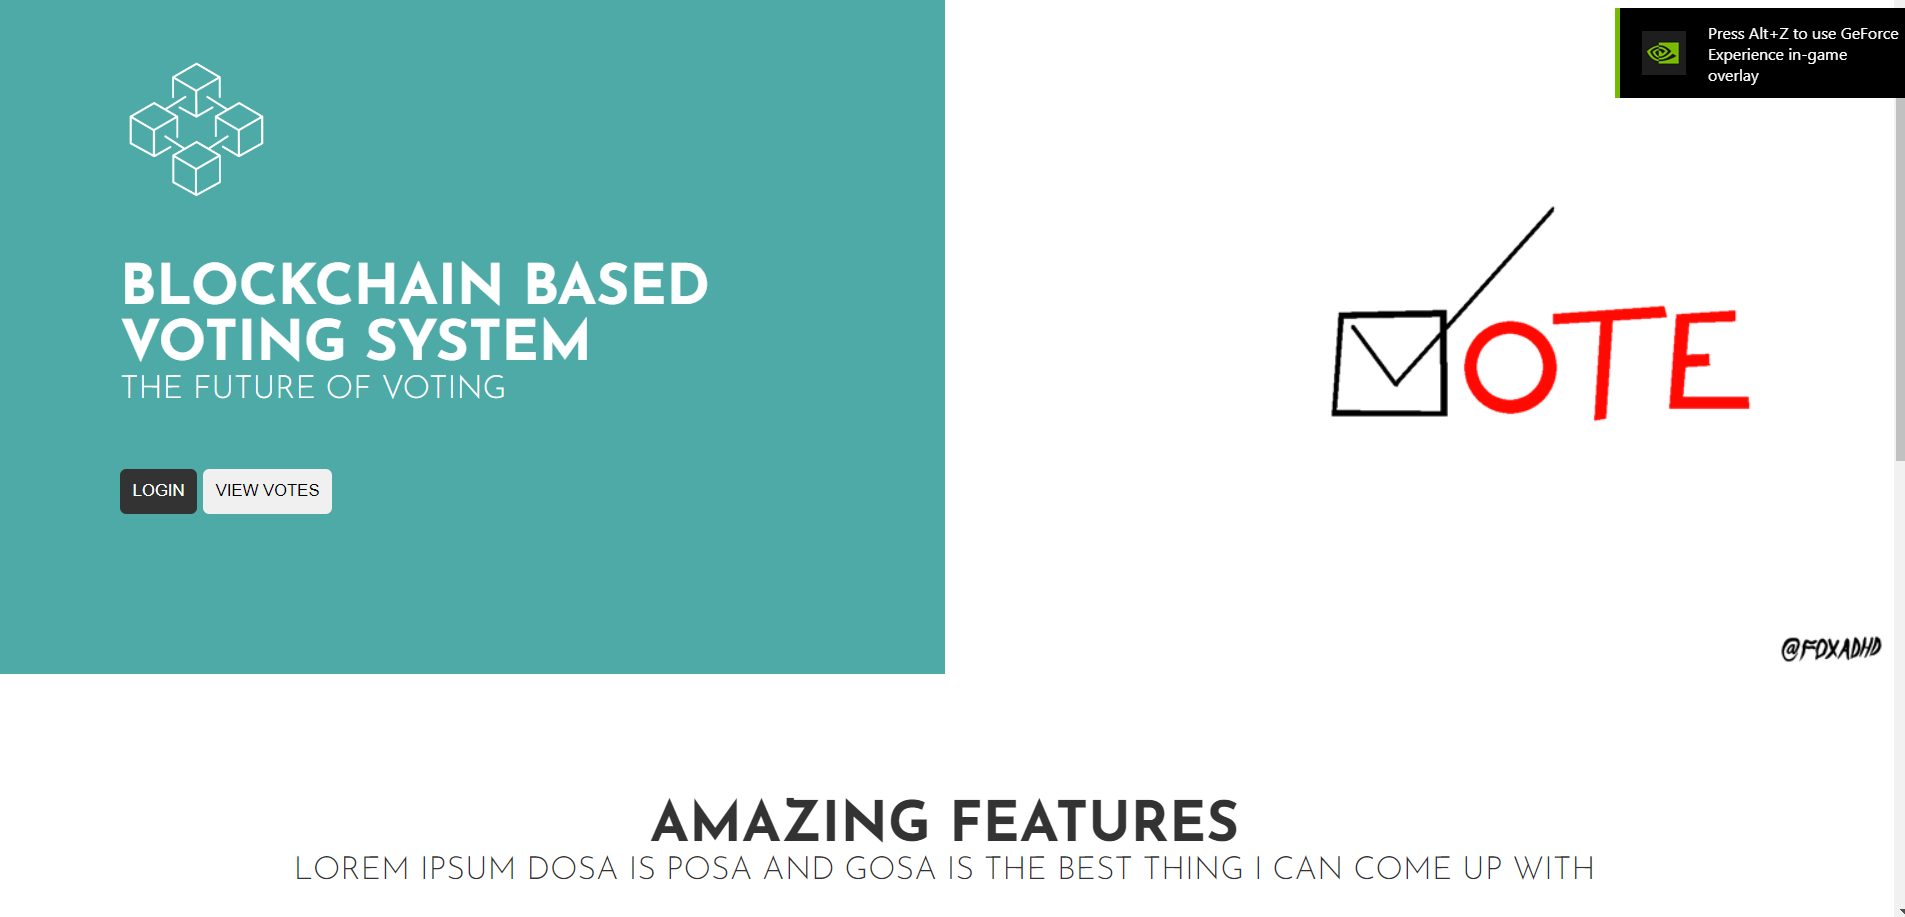 Press Alt+Z to use GeForce
Experience in-game
overlay
BLOCKCHAIN BASED
VOTING SYSTEM
THE FUTURE OF VOTING
LOGIN
VIEW VOTES
VOTE
@FOXADHD
AMAZING FEATURES
LOREM IPSUM DOSA IS POSA AND GOSA IS THE BEST THING I CAN COME UP WITH